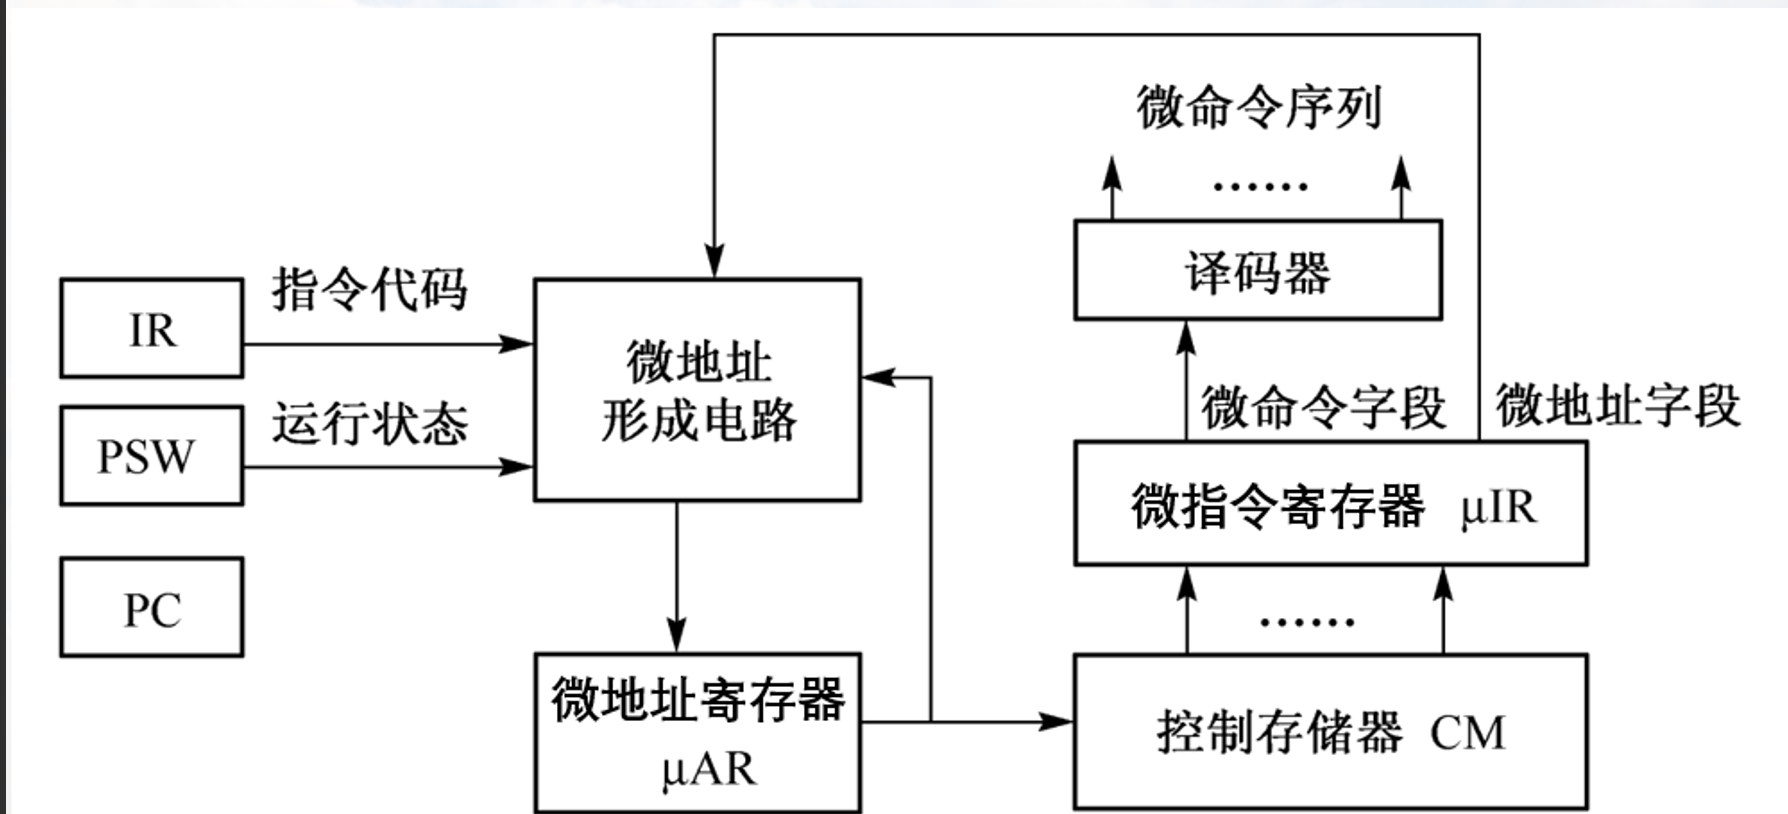 微命令序列
......
译码器
指令代码
IR
微地址
形成电路
运行状态
PSW
微命令字段
微地址字段
微指令寄存器 μIR
......
PC
微地址寄存器
μAR
控制存储器 CM